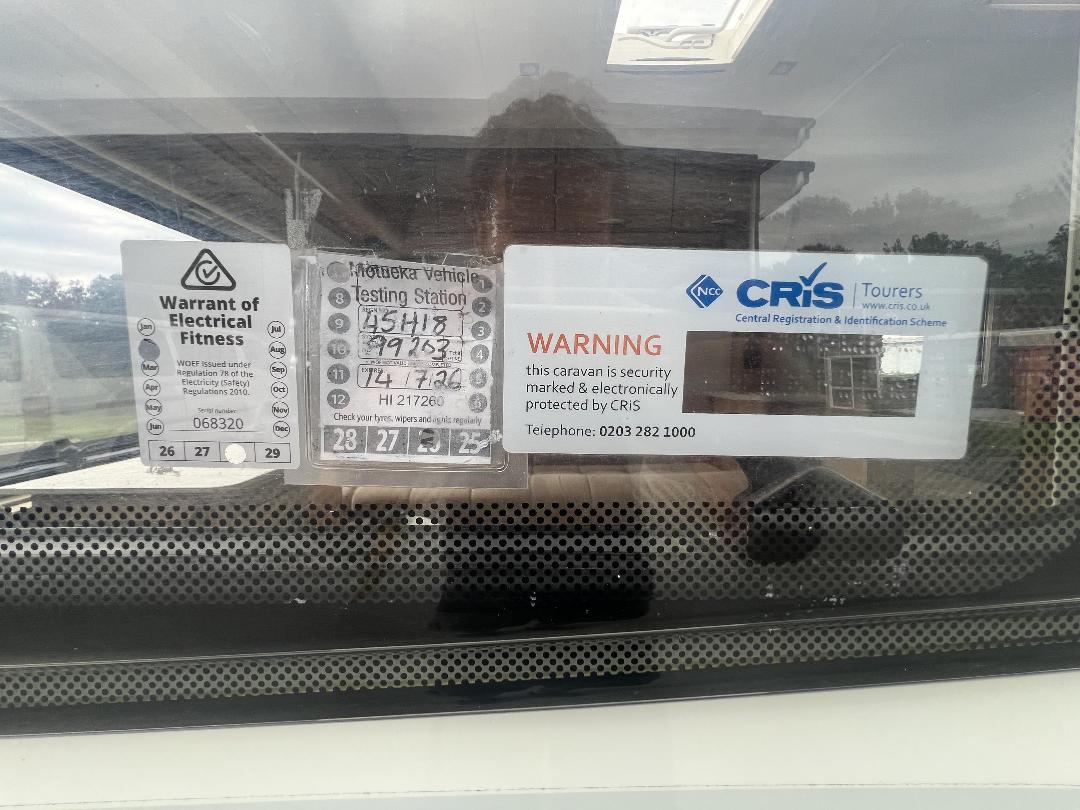 Warrant of
Electrical
Fitness
WOEF issued under
Regulation 78 of the
Electricity (Safety)
Regulations 2010.
Serial number
068320
Jan
Mar
Apr
May
Jun
Jul
Aug
Sep
Oct
Nov
Dec
26 27 29
Motueka Vehicle
Testing Station
8
9
10
11
12
1
2
3
4
5
45H18
99263
EXPIRES
14/7/26
HI 217260
Check your tyres, wipers and lights regularly
28 27 25
NCC
CRiS Tourers
www.cris.co.uk
Central Registration & Identification Scheme
WARNING
this caravan is security
marked & electronically
protected by CRiS
Telephone: 0203 282 1000